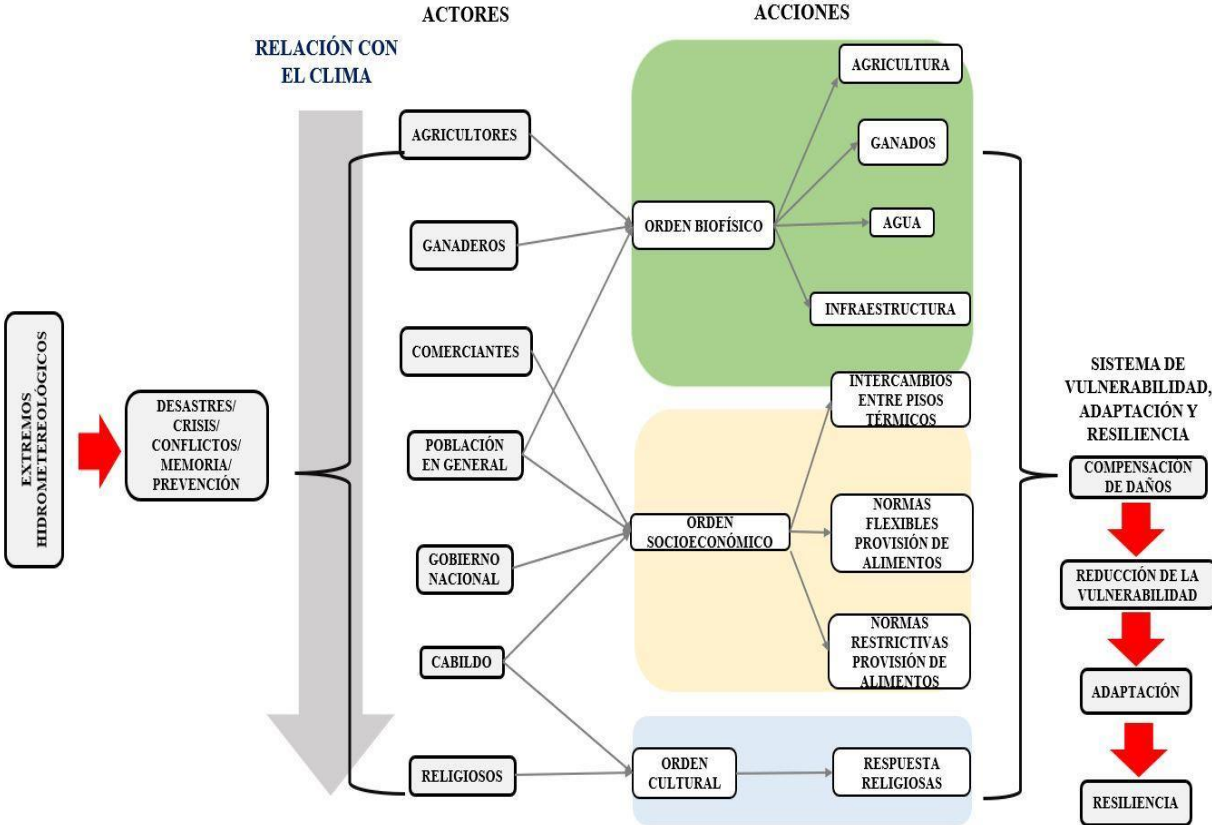 ACTORES
ACCIONES
RELACIÓN CON
EL CLIMA
EXTREMOS
HIDROMETEREOLÓGICOS
DESASTRES/
CRISIS/
CONFLICTOS/
MEMORIA/
PREVENCIÓN
AGRICULTORES
GANADEROS
COMERCIANTES
POBLACIÓN
EN GENERAL
GOBIERNO
NACIONAL
CABILDO
RELIGIOSOS
ORDEN BIOFÍSICO
AGRICULTURA
GANADOS
AGUA
INFRAESTRUCTURA
ORDEN
SOCIOECONÓMICO
INTERCAMBIOS
ENTRE PISOS
TÉRMICOS
NORMAS
FLEXIBLES
PROVISIÓN DE
ALIMENTOS
NORMAS
RESTRICTIVAS
PROVISIÓN DE
ALIMENTOS
ORDEN
CULTURAL
RESPUESTA
RELIGIOSAS
SISTEMA DE
VULNERABILIDAD,
ADAPTACIÓN Y
RESILIENCIA
COMPENSACIÓN
DE DAÑOS
REDUCCIÓN DE LA
VULNERABILIDAD
ADAPTACIÓN
RESILIENCIA